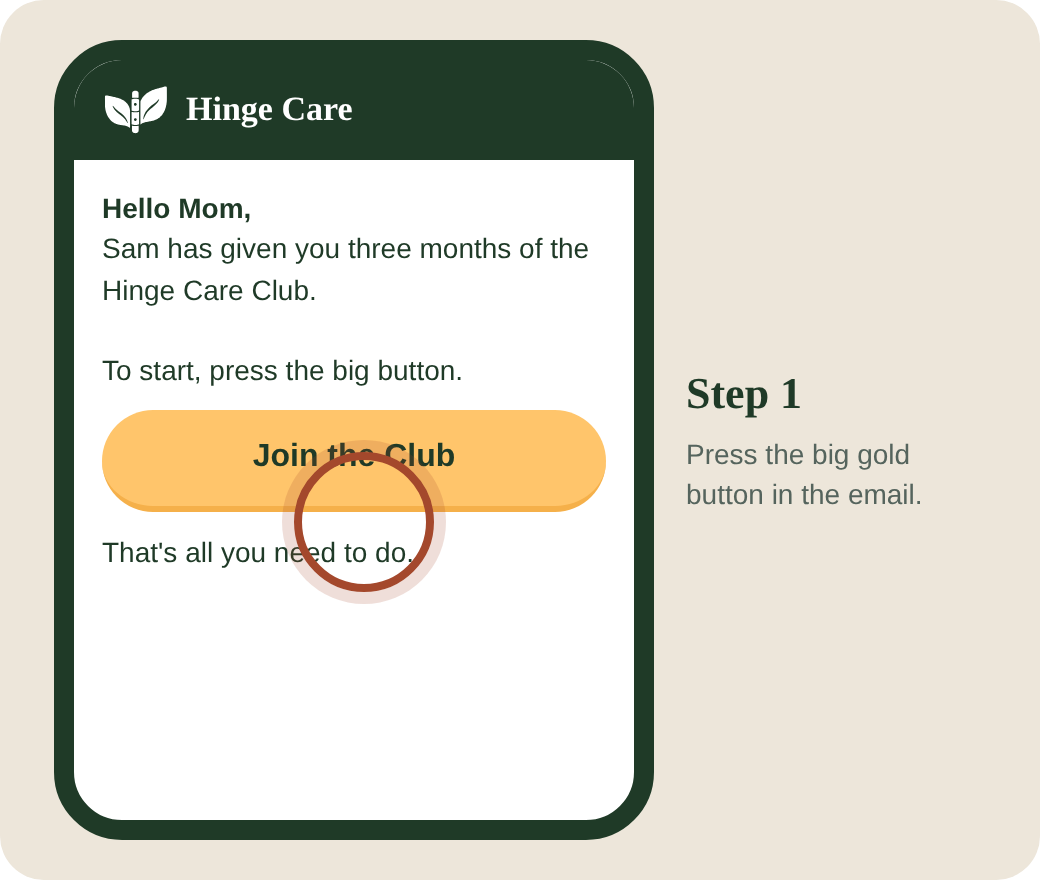 Hinge Care
Hello Mom,
Sam has given you three months of the
Hinge Care Club.
To start, press the big button.
Join the Club
That's all you need to do.
Step 1
Press the big gold
button in the email.